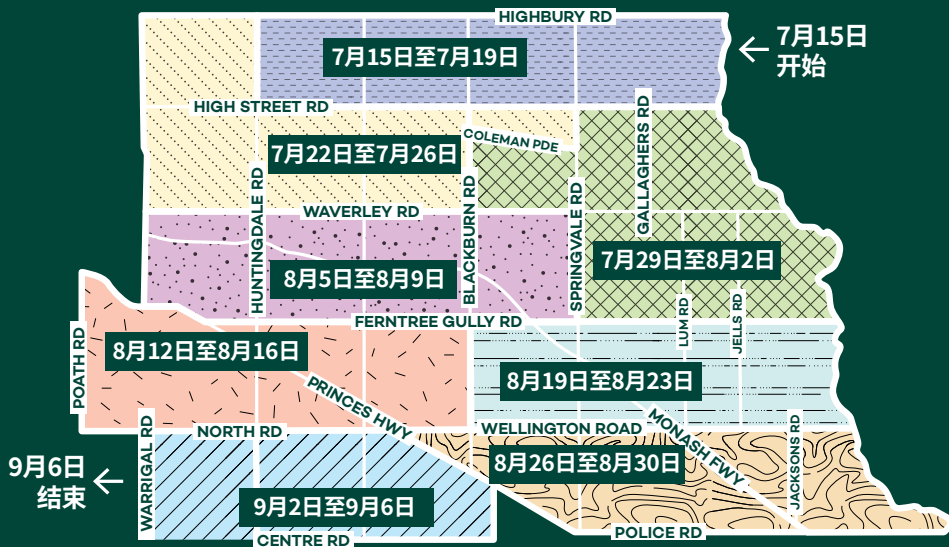 HIGHBURY RD
7月15日
开始
7月15日至7月19日
HIGH STREET RD
GALLAGHERS RD
COLEMAN PDE
7月22日至7月26日
HUNTINGDALE RD
BLACKBURN RD
SPRINGVALE RD
WAVERLEY RD
7月29日至8月2日
8月5日至8月9日
LUM RD
JELLS RD
FERNTREE GULLY RD
POATH RD
8月12日至8月16日
8月19日至8月23日
PRINCES HWY
MONASH FWY
WARRIGAL RD
NORTH RD
WELLINGTON ROAD
JACKSONS RD
8月26日至8月30日
9月6日
结束
9月2日至9月6日
POLICE RD
CENTRE RD